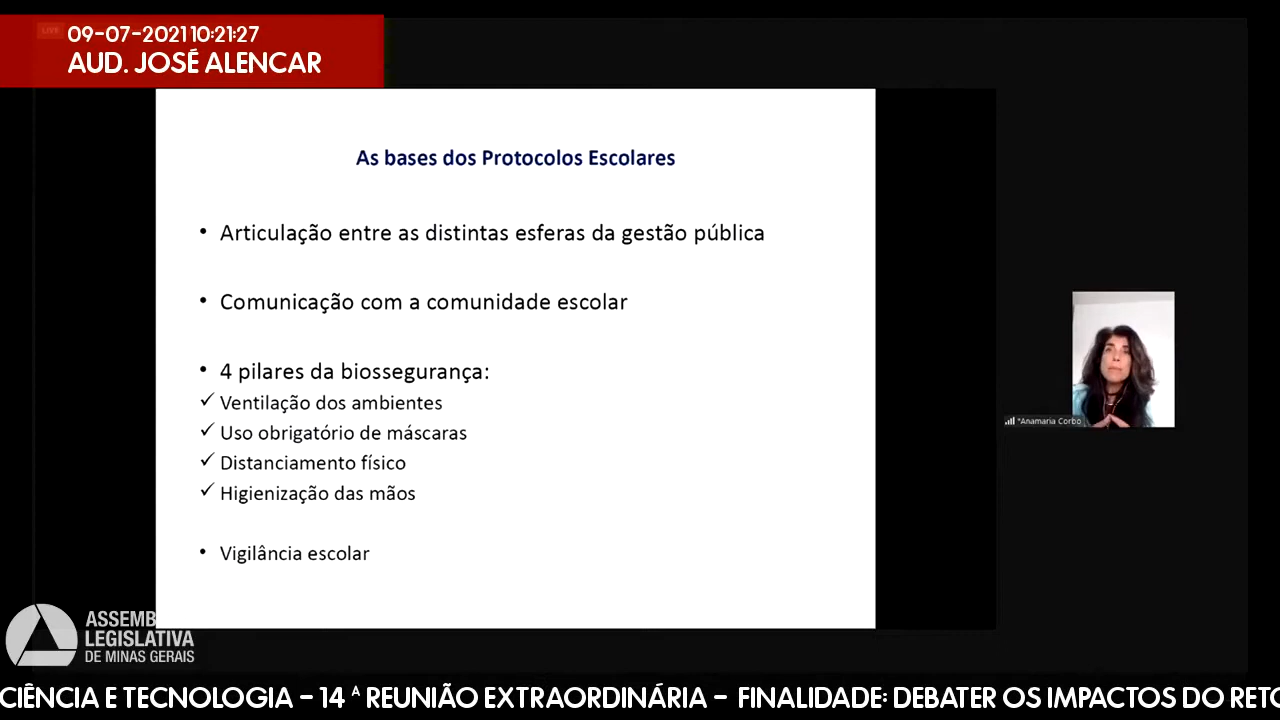 LIVE
09-07-2021 10:21:27
AUD. JOSÉ ALENCAR
As bases dos Protocolos Escolares
• Articulação entre as distintas esferas da gestão pública
• Comunicação com a comunidade escolar
• 4 pilares da biossegurança:
✓ Ventilação dos ambientes
✓ Uso obrigatório de máscaras
✓ Distanciamento físico
✓ Higienização das mãos
• Vigilância escolar
"Anamaria Corbo
ASSEMB
LEGISLATIVA
DE MINAS GERAIS
CIÊNCIA E TECNOLOGIA - 14 ª REUNIÃO EXTRAORDINÁRIA - FINALIDADE: DEBATER OS IMPACTOS DO RETO